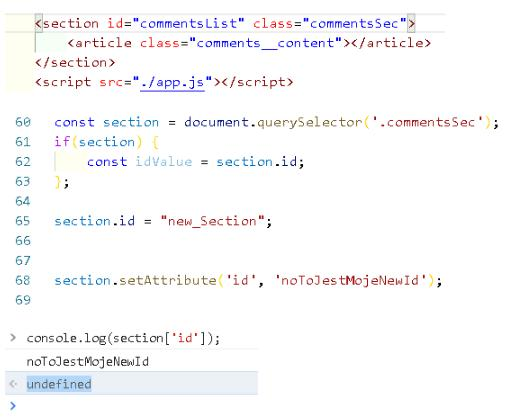 <section id="commentsList" class="commentsSec">
<article class="comments__content"></article>
</section>
<script src="./app.js"></script>
60 const section = document.querySelector('.commentsSec');
61 if(section) {
62 const idValue = section.id;
63 };
64
65 section.id = "new_Section";
66
67
68 section.setAttribute('id', 'noToJestMojeNewId');
69
> console.log(section['id']);
noToJestMojeNewId
<· undefined
>